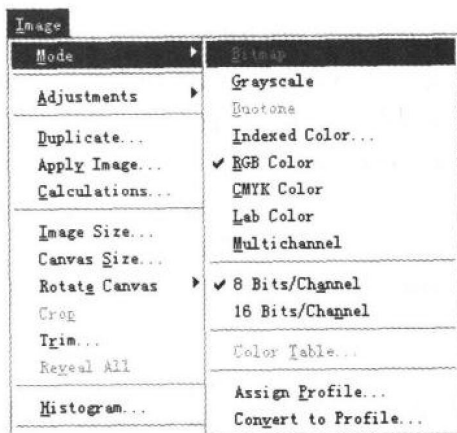 Image
Mode
Adjustments
Duplicate...
Apply Image...
Calculations...
Image Size...
Canvas Size...
Rotate Canvas
Crop
Trim...
Reveal All
Histogram...
Bitmap
Grayscale
Duotone
Indexed Color...
RGB Color
CMYK Color
Lab Color
Multichannel
8 Bits/Channel
16 Bits/Channel
Color Table...
Assign Profile...
Convert to Profile...